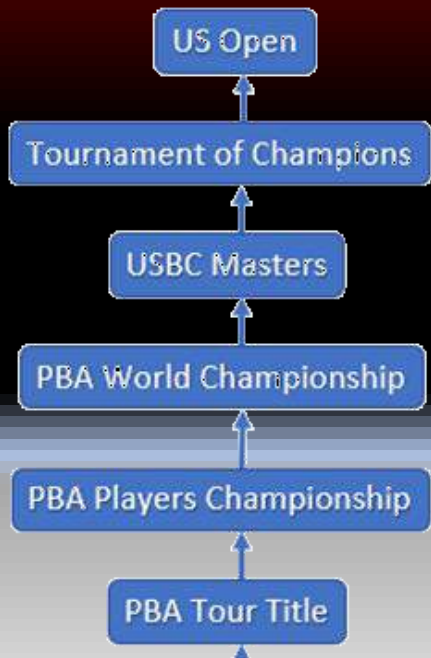 US Open
Tournament of Champions
USBC Masters
PBA World Championship
PBA Players Championship
PBA Tour Title